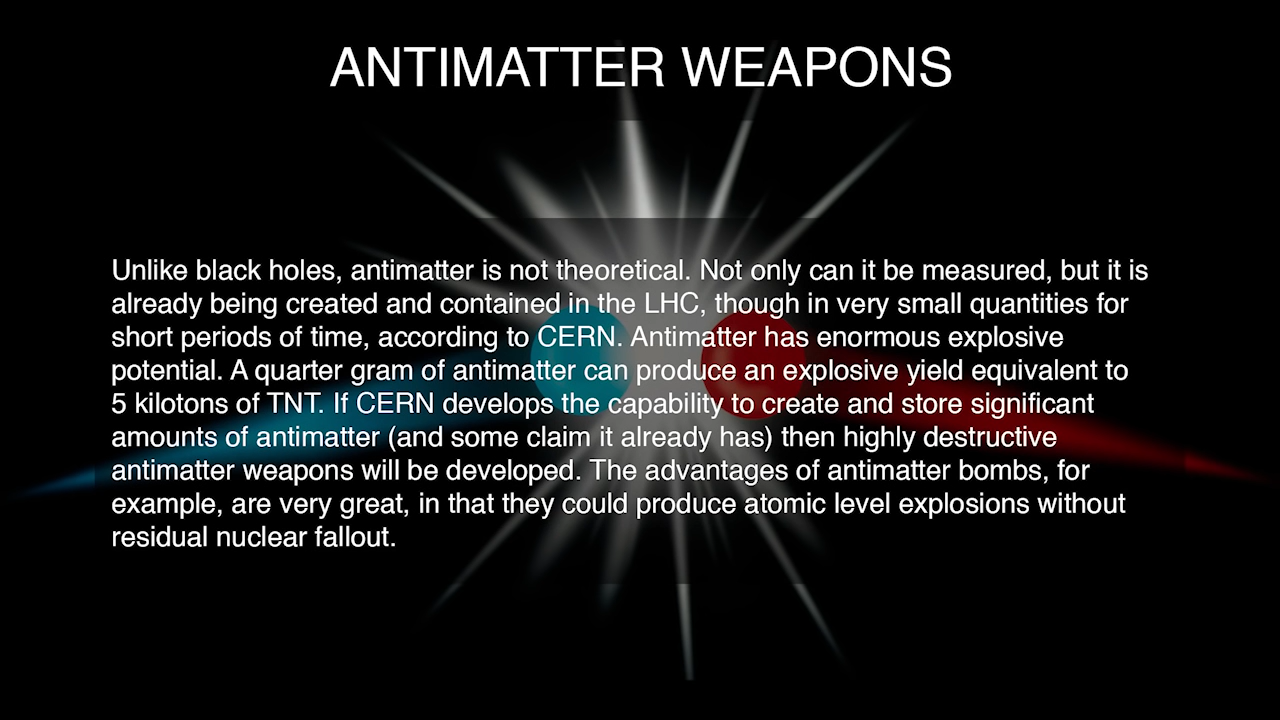 ANTIMATTER WEAPONS
Unlike black holes, antimatter is not theoretical. Not only can it be measured, but it is
already being created and contained in the LHC, though in very small quantities for
short periods of time, according to CERN. Antimatter has enormous explosive
potential. A quarter gram of antimatter can produce an explosive yield equivalent to
5 kilotons of TNT. If CERN develops the capability to create and store significant
amounts of antimatter (and some claim it already has) then highly destructive
antimatter weapons will be developed. The advantages of antimatter bombs, for
example, are very great, in that they could produce atomic level explosions without
residual nuclear fallout.